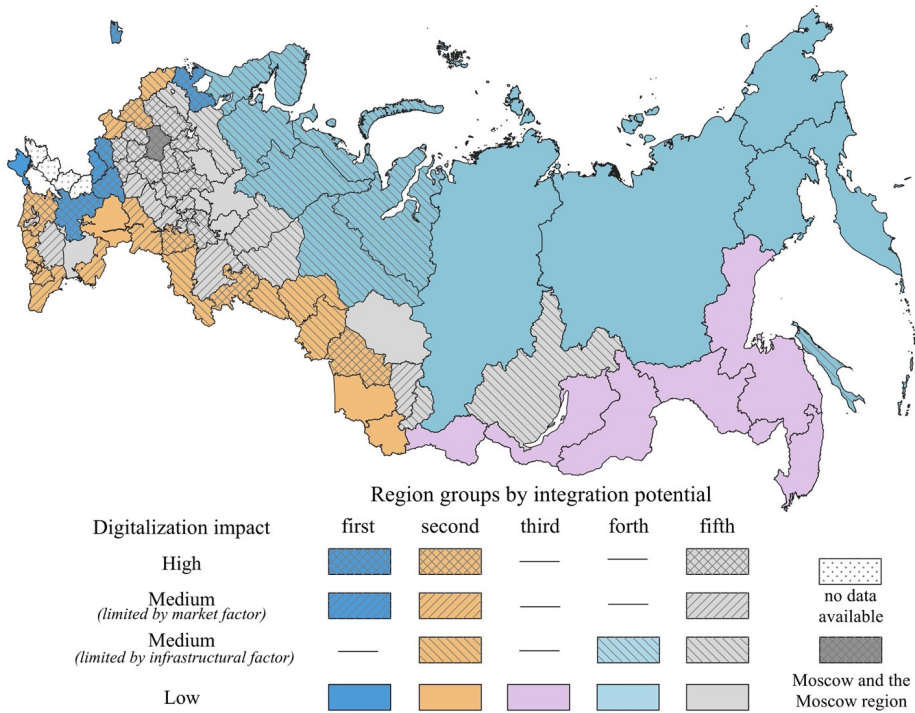 Region groups by integration potential
Digitalization impact first second third forth fifth
High — —
Medium — —
(limited by market factor)
no data
available
Medium — —
(limited by infrastructural factor)
Low
Moscow and the
Moscow region